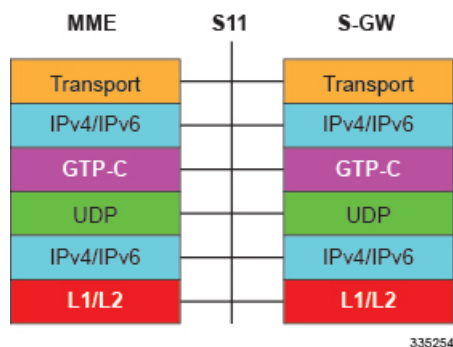 MME S11 S-GW
Transport Transport
IPv4/IPv6 IPv4/IPv6
GTP-C GTP-C
UDP UDP
IPv4/IPv6 IPv4/IPv6
L1/L2 L1/L2
335254